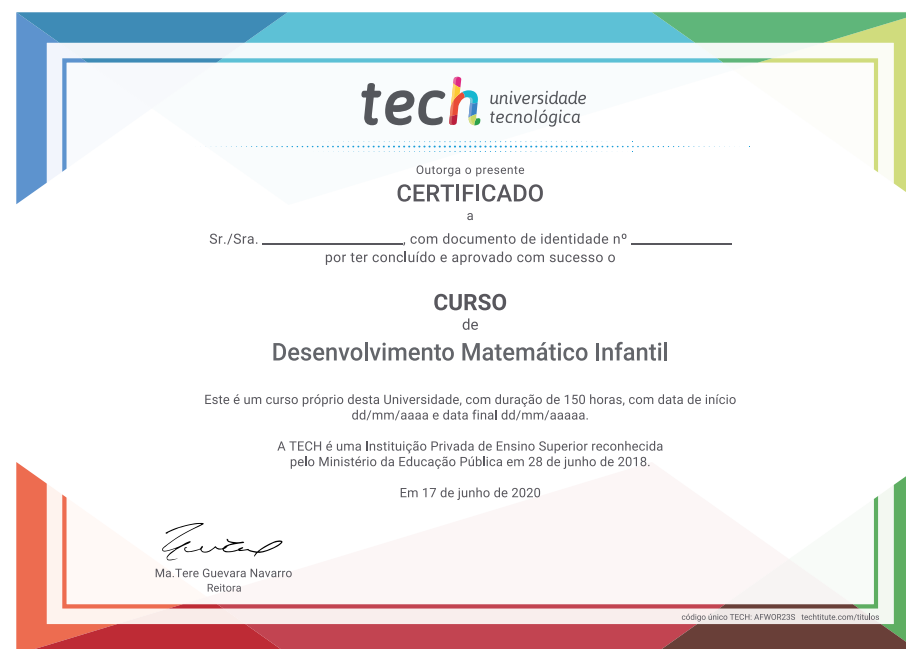 tech universidade
tecnológica
Outorga o presente
CERTIFICADO
a
Sr./Sra. ____________, com documento de identidade nº ____________
por ter concluído e aprovado com sucesso o
CURSO
de
Desenvolvimento Matemático Infantil
Este é um curso próprio desta Universidade, com duração de 150 horas, com data de início
dd/mm/aaaa e data final dd/mm/aaaaa.
A TECH é uma Instituição Privada de Ensino Superior reconhecida
pelo Ministério da Educação Pública em 28 de junho de 2018.
Em 17 de junho de 2020
Ma.Tere Guevara Navarro
Reitora
código único TECH: AFWOR23S techtitute.com/titulos